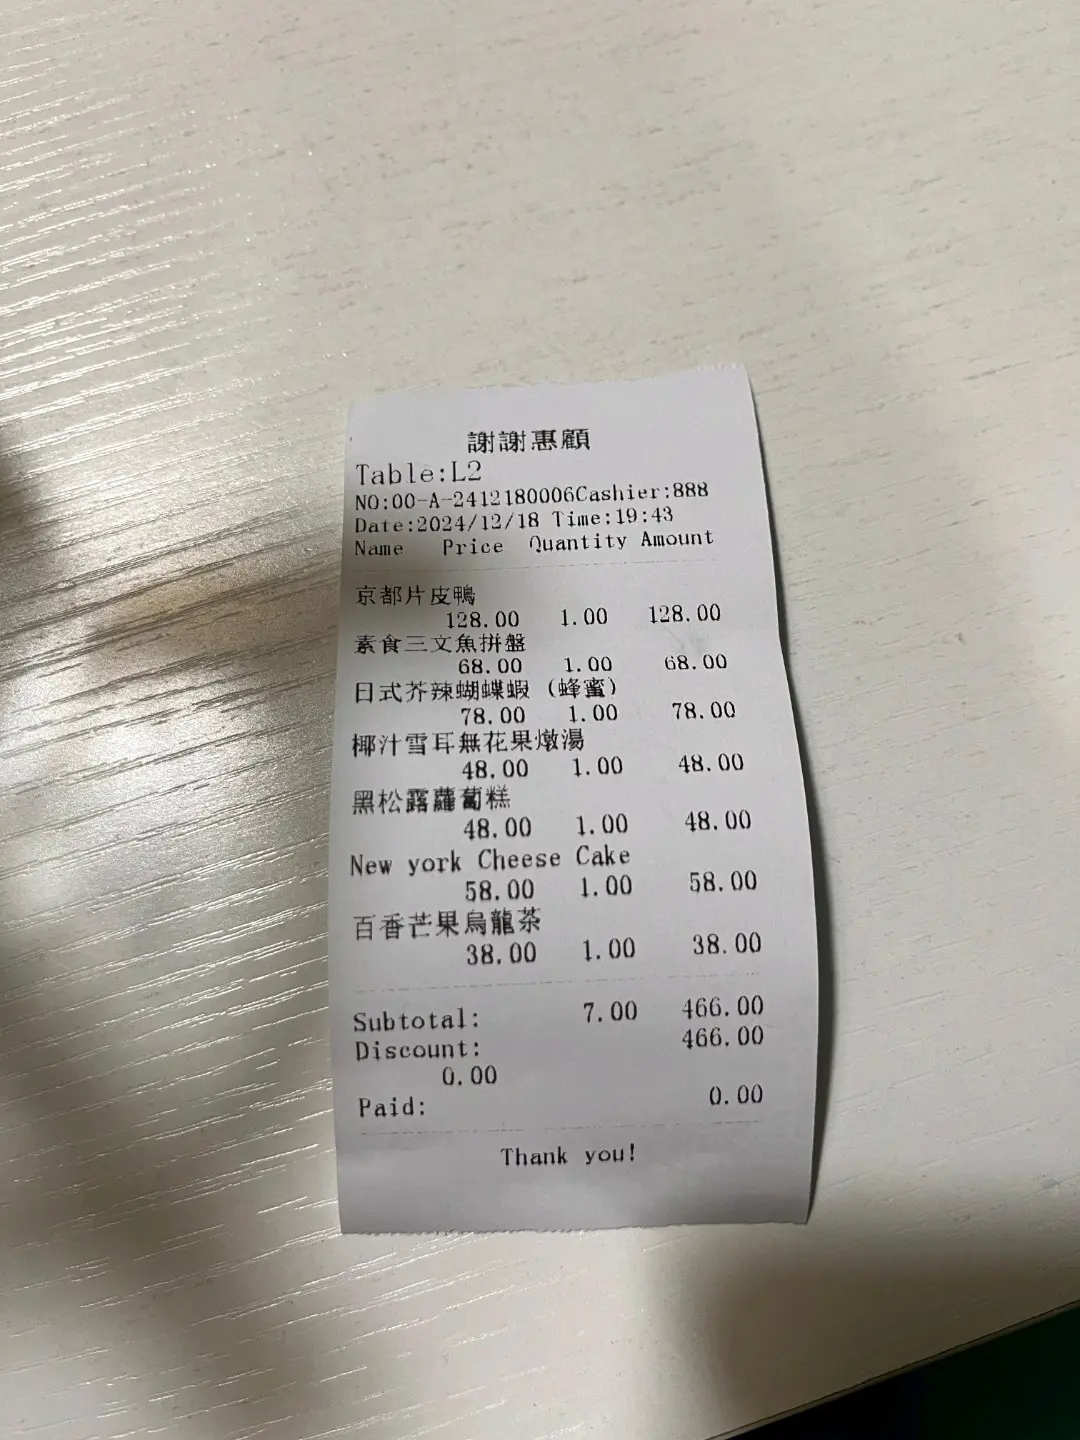 謝謝惠顧
Table:L2
NO:00-A-2412180006Cashier:888
Date:2024/12/18 Time:19:43
Name Price Quantity Amount
京都片皮鴨
128.00 1.00 128.00
素食三文魚拼盤
68.00 1.00 68.00
日式芥辣蝴蝶蝦 (蜂蜜)
78.00 1.00 78.00
椰汁雪耳無花果燉湯
48.00 1.00 48.00
黑松露蘿蔔糕
48.00 1.00 48.00
New york Cheese Cake
58.00 1.00 58.00
百香芒果烏龍茶
38.00 1.00 38.00
Subtotal: 7.00 466.00
Discount: 466.00
0.00
Paid: 0.00
Thank you!